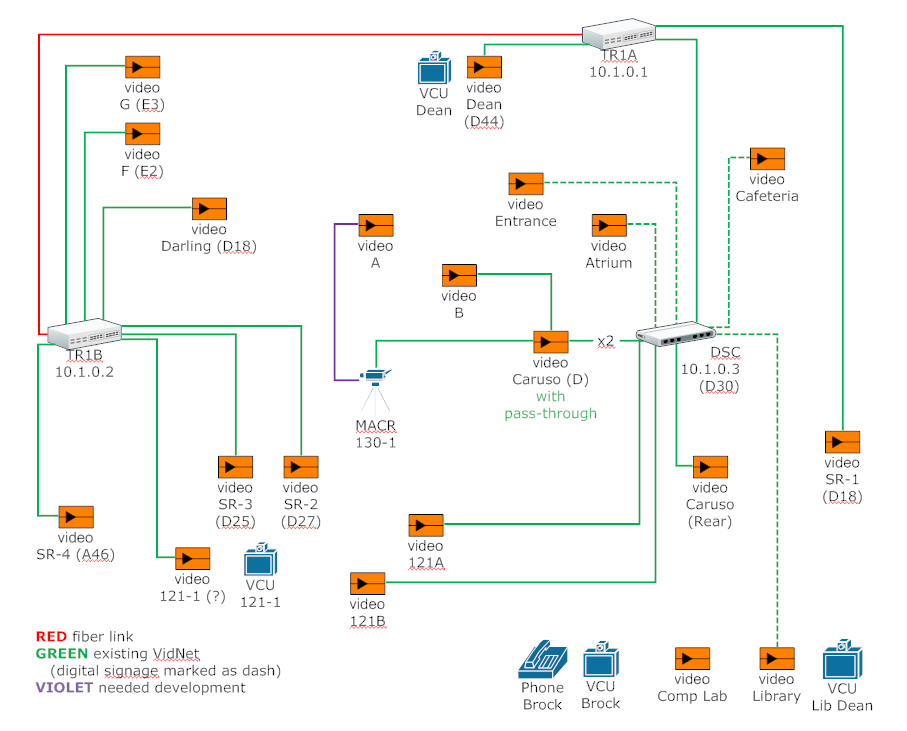 TR1A
10.1.0.1
video
G (E3)
VCU
Dean
video
Dean
(D44)
video
F (E2)
video
Cafeteria
video
Entrance
video
Darling (D18)
video
A
video
Atrium
video
B
TR1B
10.1.0.2
x2
DSC
10.1.0.3
(D30)
video
Caruso (D)
with
pass-through
MACR
130-1
video
SR-1
(D18)
video
SR-3
(D25)
video
SR-2
(D27)
video
Caruso
(Rear)
video
SR-4 (A46)
video
121A
video
121-1 (?)
VCU
121-1
video
121B
RED fiber link
GREEN existing VidNet
(digital signage marked as dash)
VIOLET needed development
Phone
Brock
VCU
Brock
video
Comp Lab
video
Library
VCU
Lib Dean